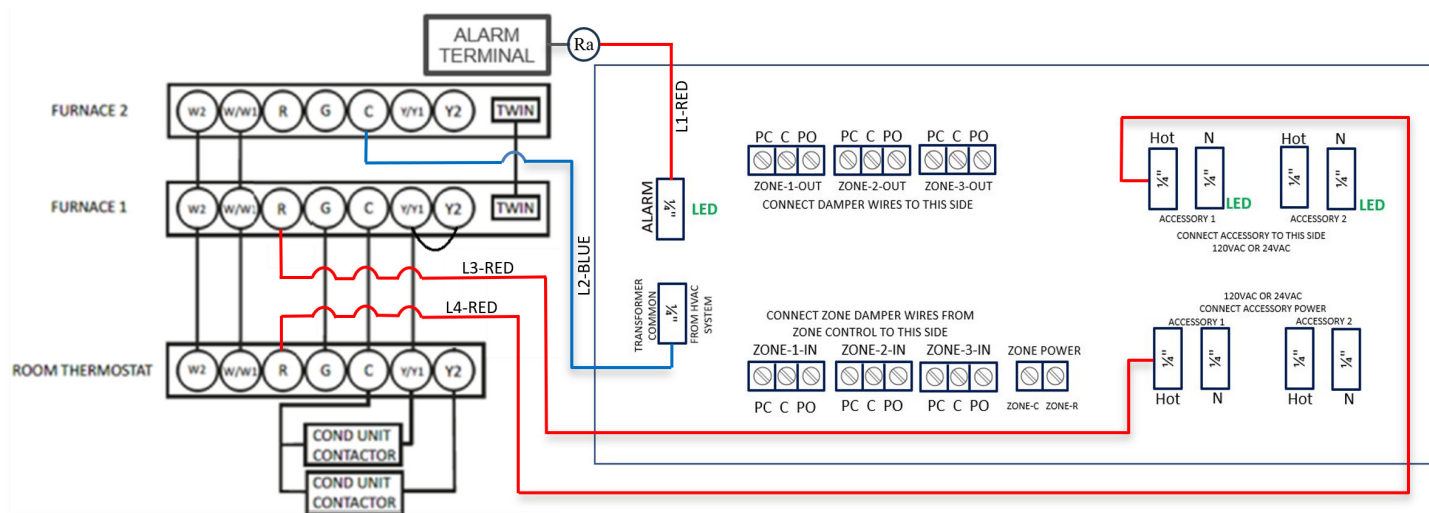 ALARM
TERMINAL
Ra
L1-RED
FURNACE 2
W2 W/W1 R G C Y/Y1 Y2 TWIN
FURNACE 1
W2 W/W1 R G C Y/Y1 Y2 TWIN
L3-RED
L4-RED
L2-BLUE
ROOM THERMOSTAT
W2 W/W1 R G C Y/Y1 Y2
COND UNIT
CONTACTOR
COND UNIT
CONTACTOR
ALARM
¼"
LED
TRANSFORMER
COMMON
¼"
FROM HVAC
SYSTEM
PC C PO PC C PO PC C PO
ZONE-1-OUT ZONE-2-OUT ZONE-3-OUT
CONNECT DAMPER WIRES TO THIS SIDE
CONNECT ZONE DAMPER WIRES FROM
ZONE CONTROL TO THIS SIDE
ZONE-1-IN ZONE-2-IN ZONE-3-IN ZONE POWER
PC C PO PC C PO PC C PO ZONE-C ZONE-R
Hot N Hot N
¼" ¼" ¼" ¼"
LED LED
ACCESSORY 1 ACCESSORY 2
CONNECT ACCESSORY TO THIS SIDE
120VAC OR 24VAC
120VAC OR 24VAC
CONNECT ACCESSORY POWER
ACCESSORY 1 ACCESSORY 2
¼" ¼" ¼" ¼"
Hot N Hot N